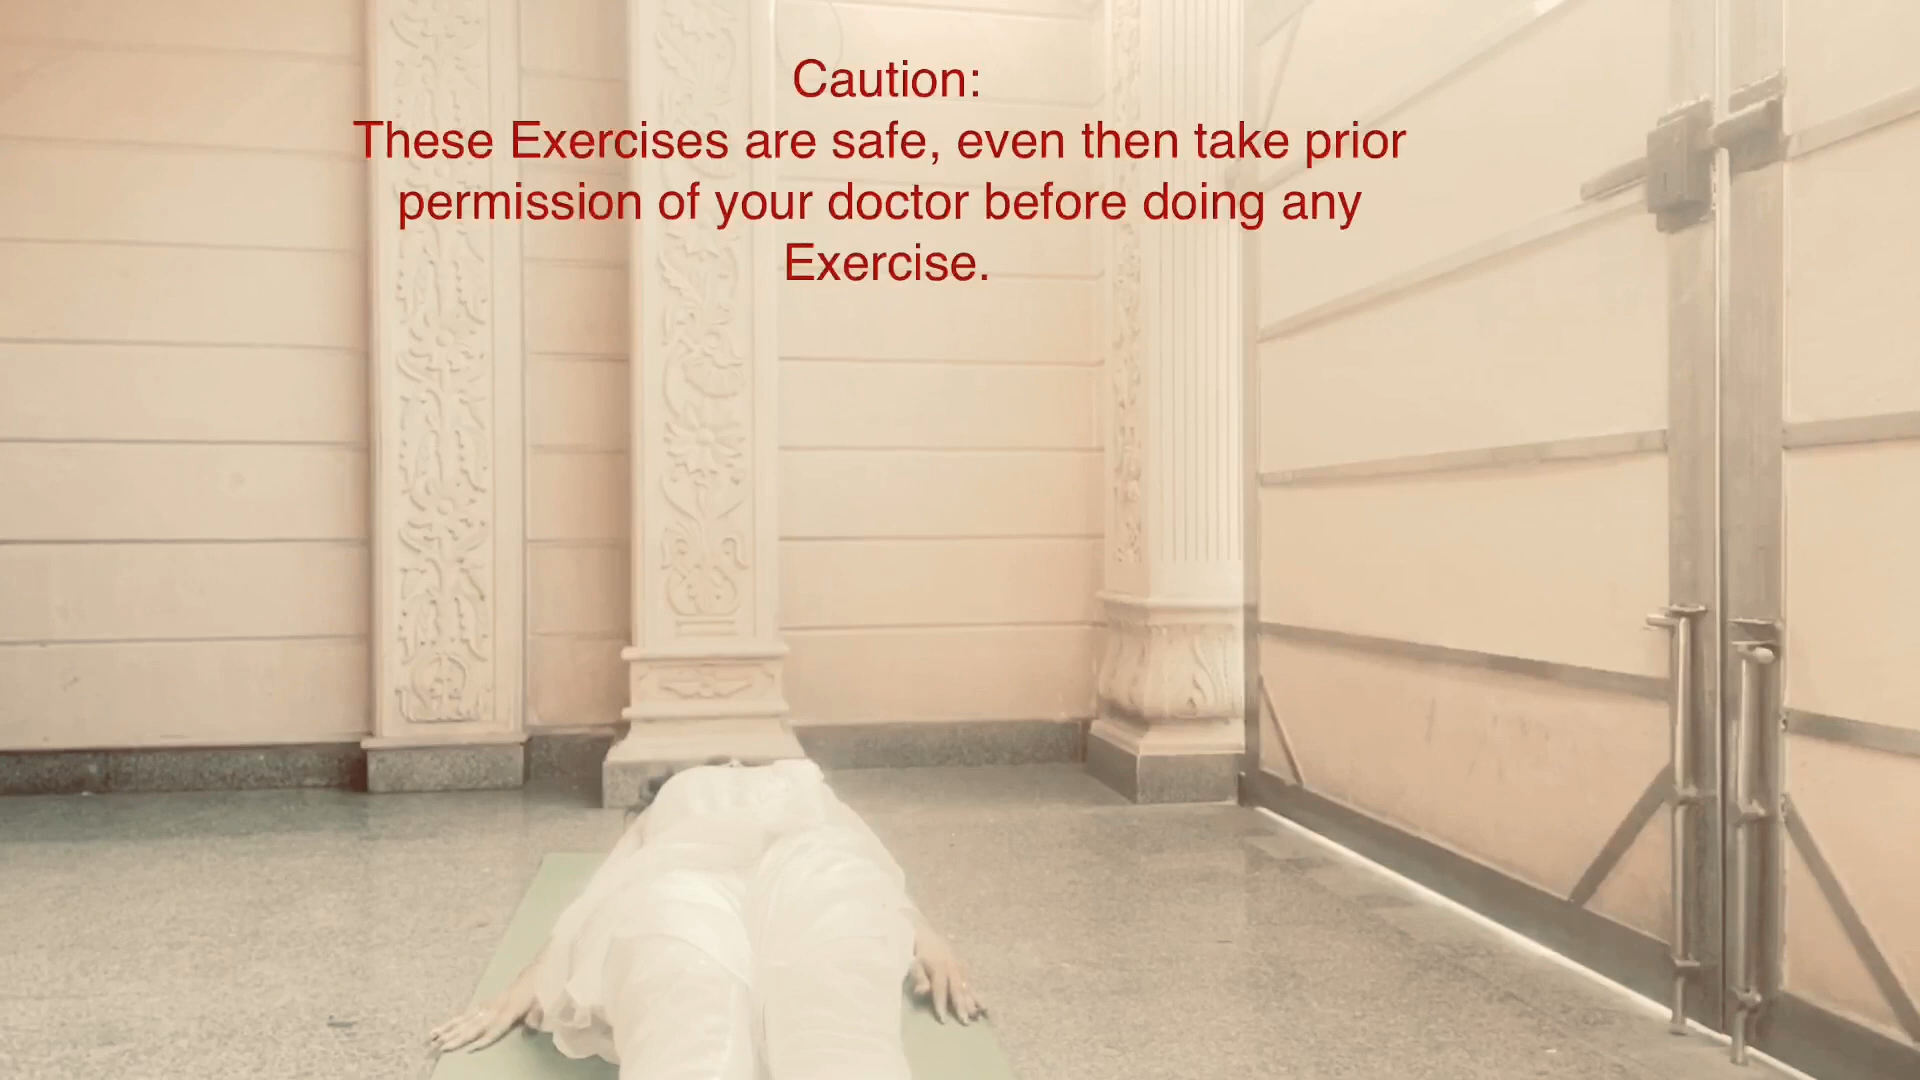 Caution:
These Exercises are safe, even then take prior
permission of your doctor before doing any
Exercise.